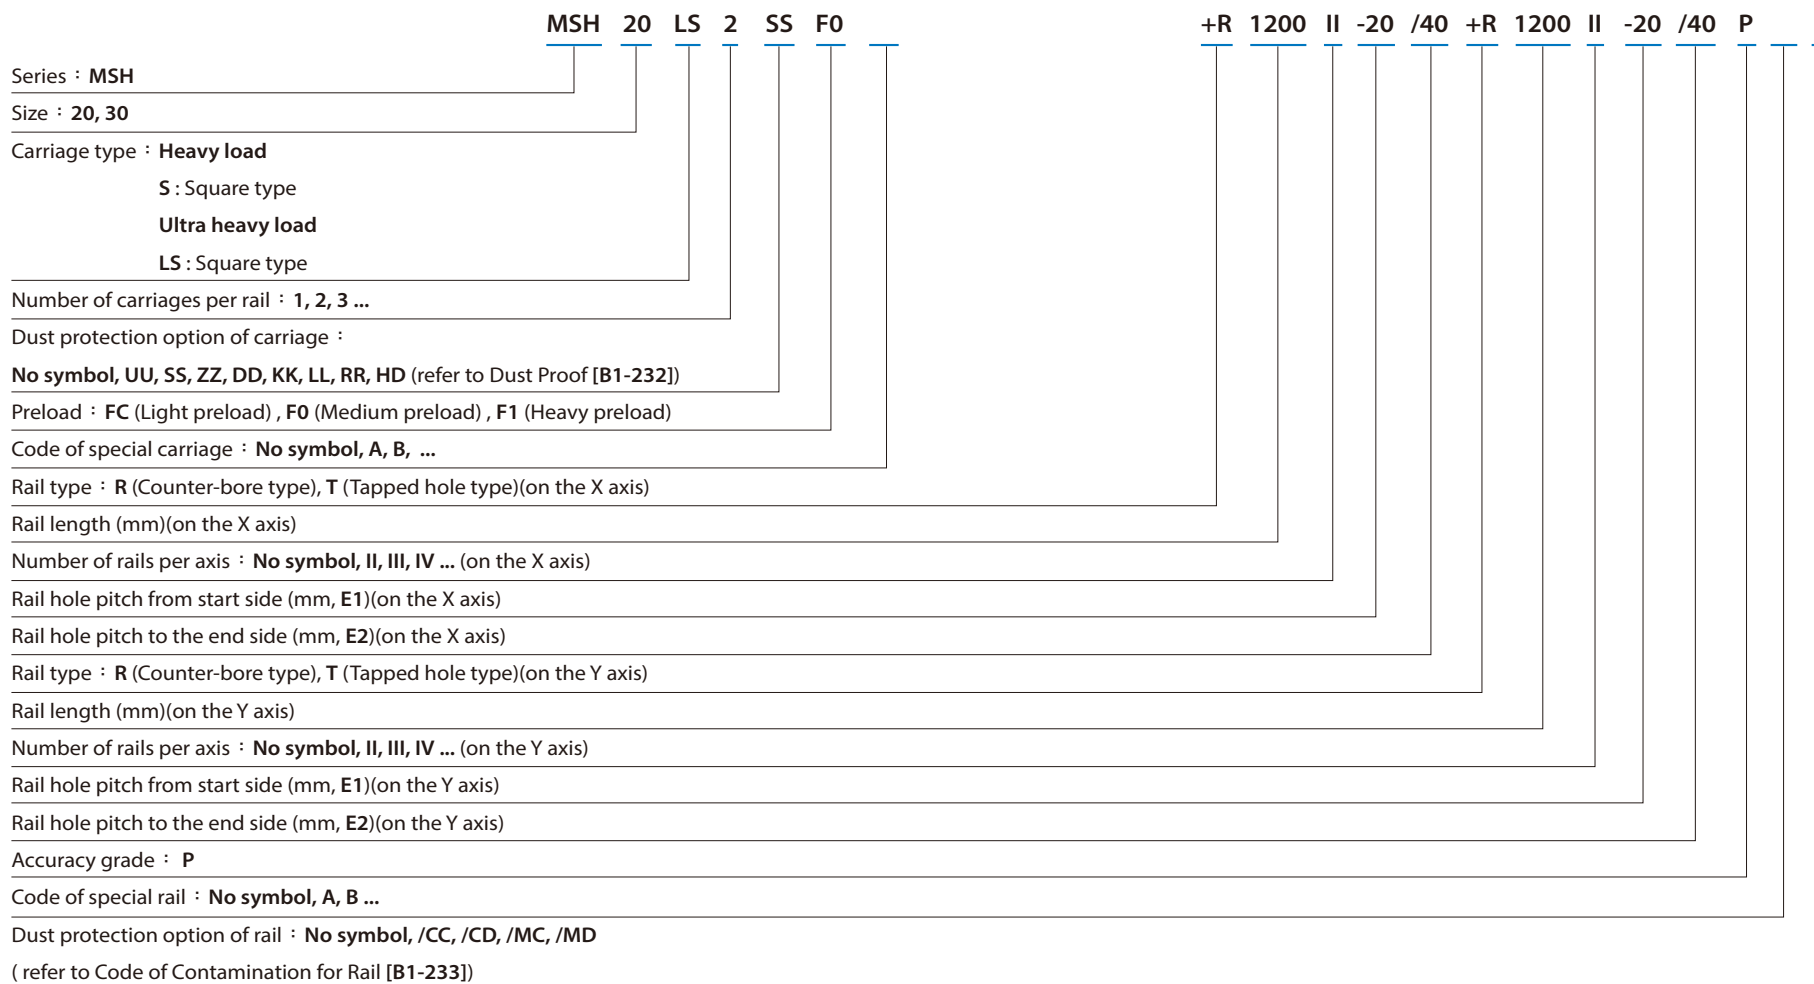 MSH 20 LS 2 SS F0 +R 1200 II -20 /40 +R 1200 II -20 /40 P
Series : MSH
Size : 20, 30
Carriage type : Heavy load
S : Square type
Ultra heavy load
LS : Square type
Number of carriages per rail : 1, 2, 3 ...
Dust protection option of carriage :
No symbol, UU, SS, ZZ, DD, KK, LL, RR, HD (refer to Dust Proof [B1-232])
Preload : FC (Light preload) , F0 (Medium preload) , F1 (Heavy preload)
Code of special carriage : No symbol, A, B, ...
Rail type : R (Counter-bore type), T (Tapped hole type)(on the X axis)
Rail length (mm)(on the X axis)
Number of rails per axis : No symbol, II, III, IV ... (on the X axis)
Rail hole pitch from start side (mm, E1)(on the X axis)
Rail hole pitch to the end side (mm, E2)(on the X axis)
Rail type : R (Counter-bore type), T (Tapped hole type)(on the Y axis)
Rail length (mm)(on the Y axis)
Number of rails per axis : No symbol, II, III, IV ... (on the Y axis)
Rail hole pitch from start side (mm, E1)(on the Y axis)
Rail hole pitch to the end side (mm, E2)(on the Y axis)
Accuracy grade : P
Code of special rail : No symbol, A, B ...
Dust protection option of rail : No symbol, /CC, /CD, /MC, /MD
( refer to Code of Contamination for Rail [B1-233])